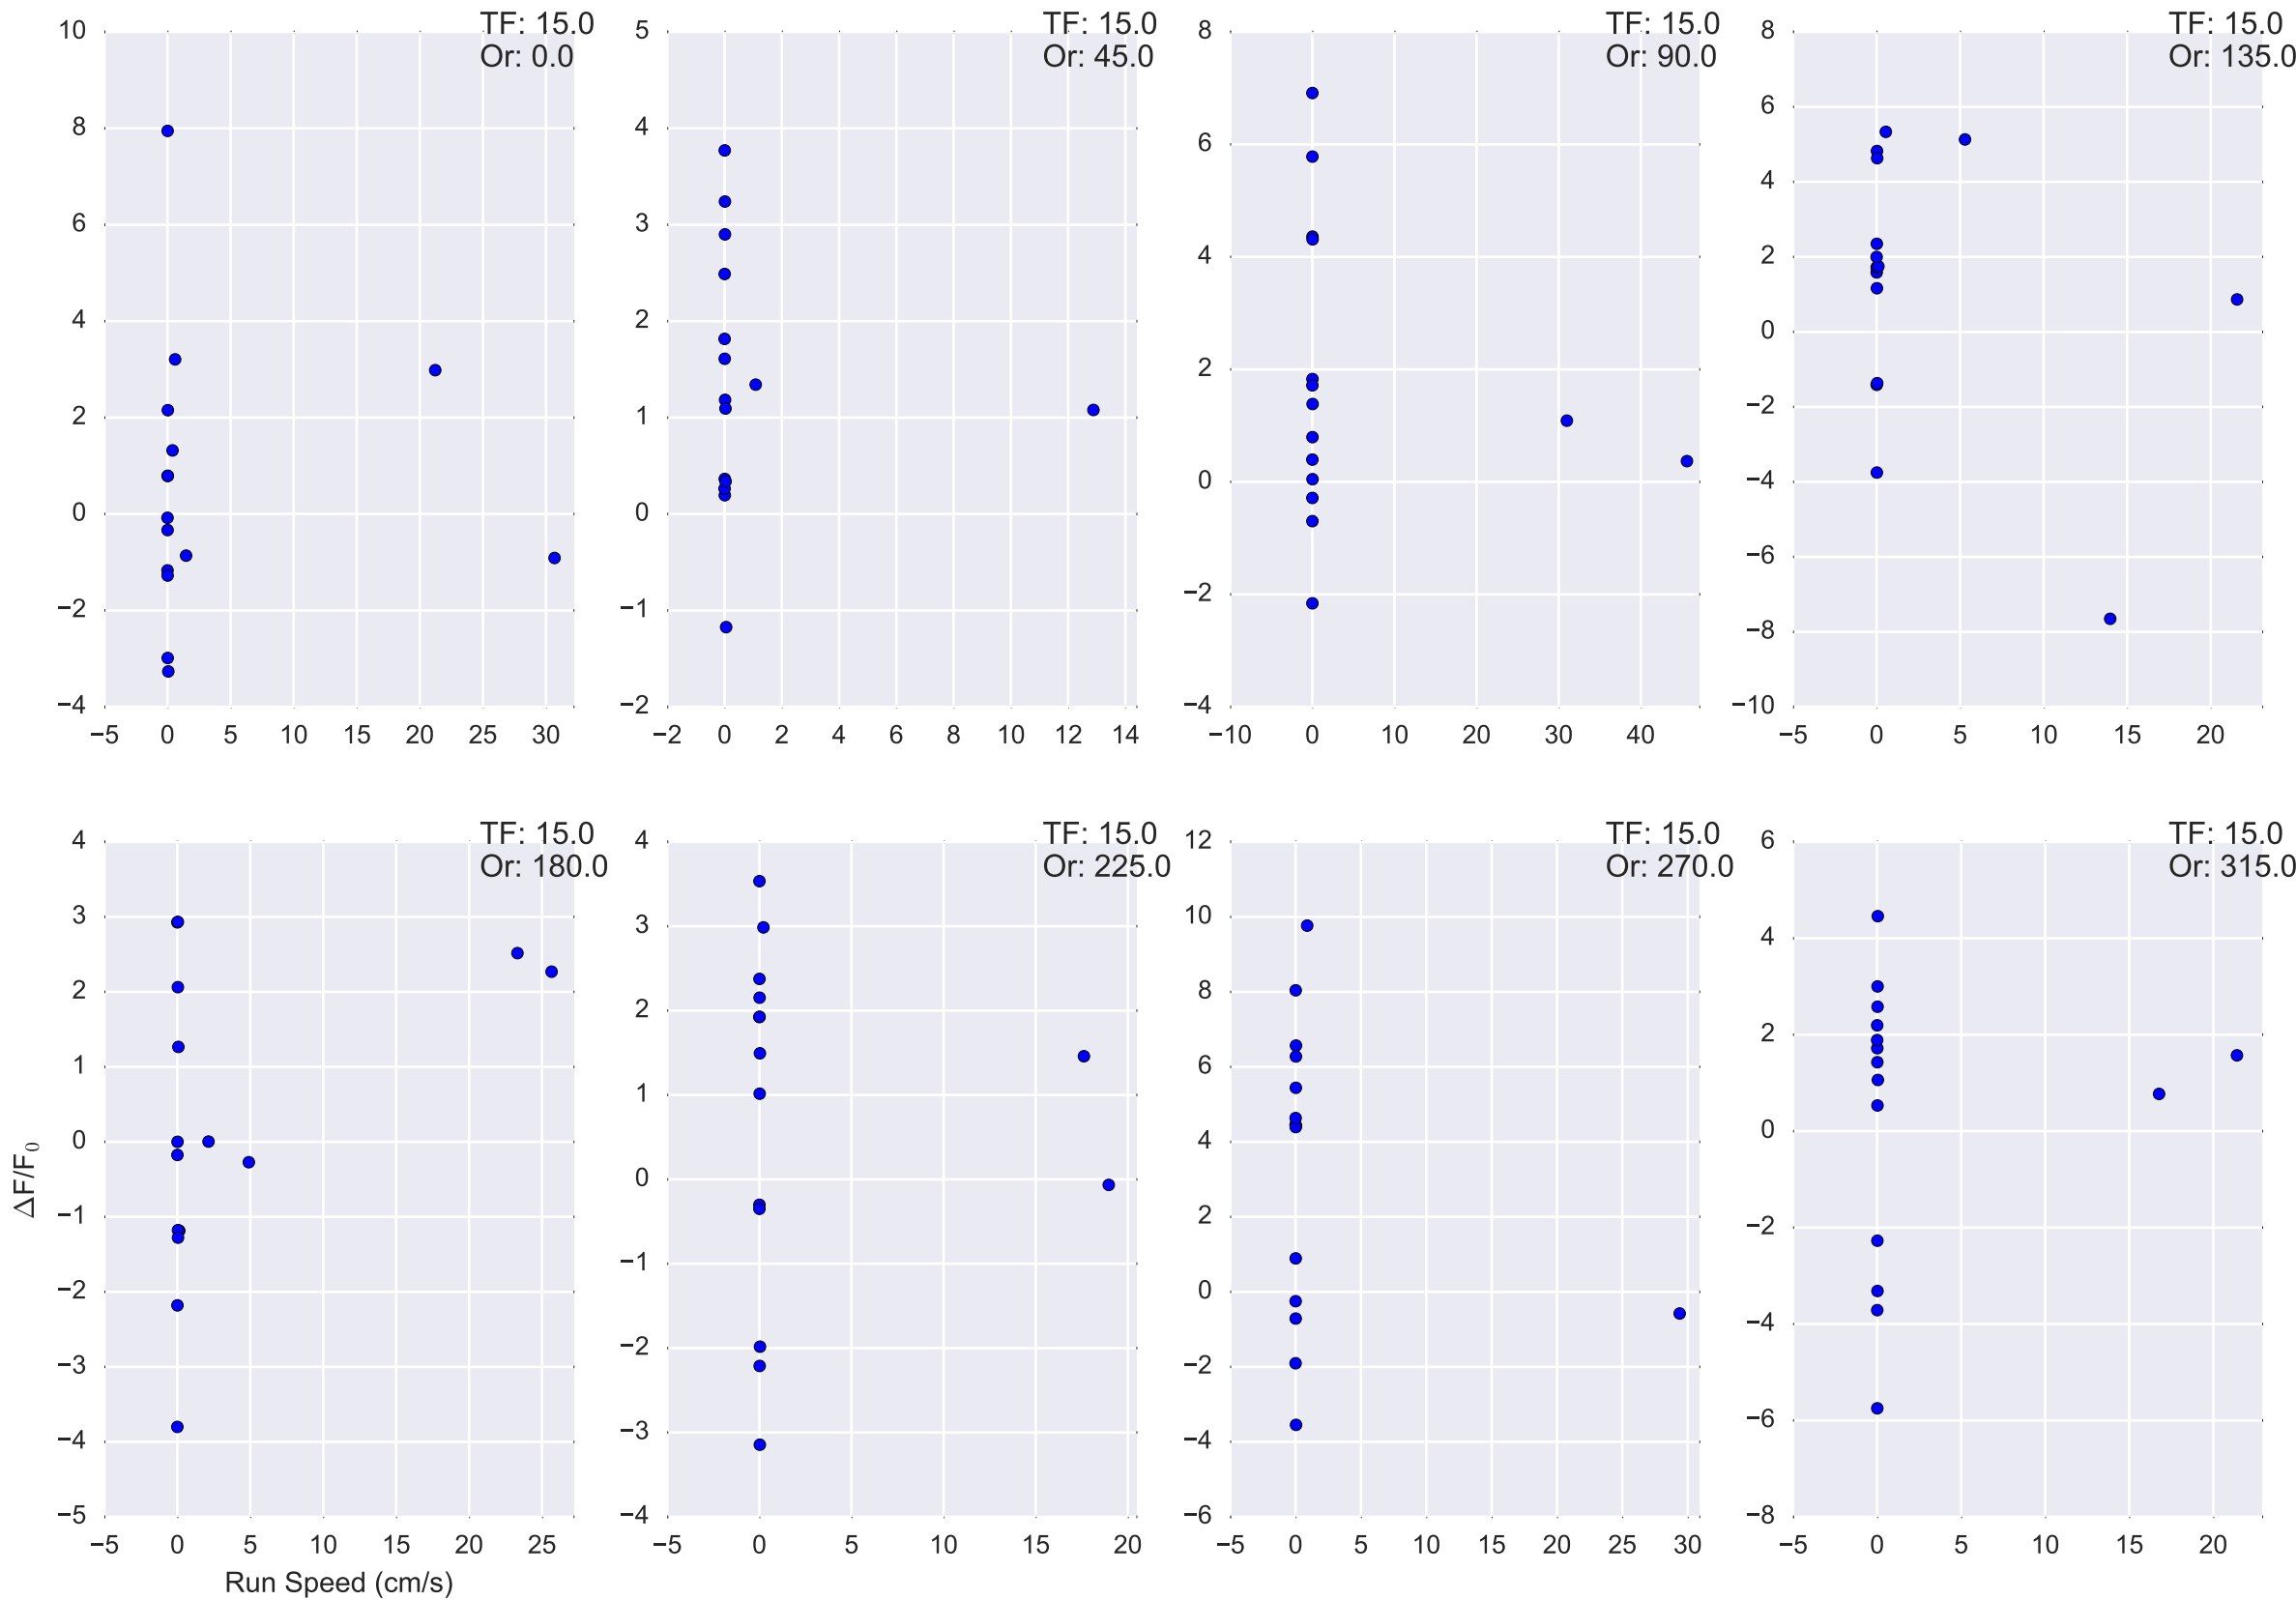 TF: 15.0
Or: 0.0
10
8
6
4
2
0
−2
−4
−5 0 5 10 15 20 25 30
TF: 15.0
Or: 45.0
5
4
3
2
1
0
−1
−2
−2 0 2 4 6 8 10 12 14
TF: 15.0
Or: 90.0
8
6
4
2
0
−2
−4
−10 0 10 20 30 40
TF: 15.0
Or: 135.0
8
6
4
2
0
−2
−4
−6
−8
−10
−5 0 5 10 15 20
TF: 15.0
Or: 180.0
4
3
2
1
0
−1
−2
−3
−4
−5
−5 0 5 10 15 20 25
ΔF/F₀
Run Speed (cm/s)
TF: 15.0
Or: 225.0
4
3
2
1
0
−1
−2
−3
−4
−5 0 5 10 15 20
TF: 15.0
Or: 270.0
12
10
8
6
4
2
0
−2
−4
−6
−5 0 5 10 15 20 25 30
TF: 15.0
Or: 315.0
6
4
2
0
−2
−4
−6
−8
−5 0 5 10 15 20